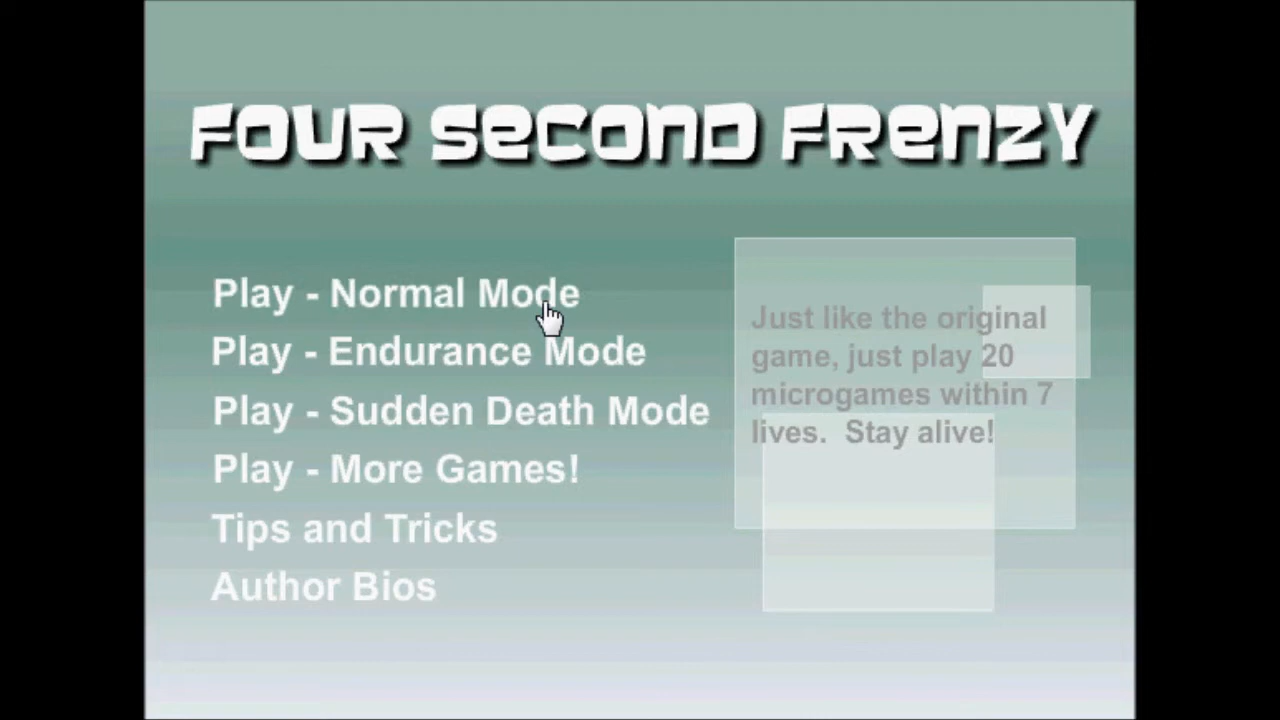 FOUR SECOND FRENZY
Play - Normal Mode
Play - Endurance Mode
Play - Sudden Death Mode
Play - More Games!
Tips and Tricks
Author Bios
Just like the original
game, just play 20
microgames within 7
lives.  Stay alive!